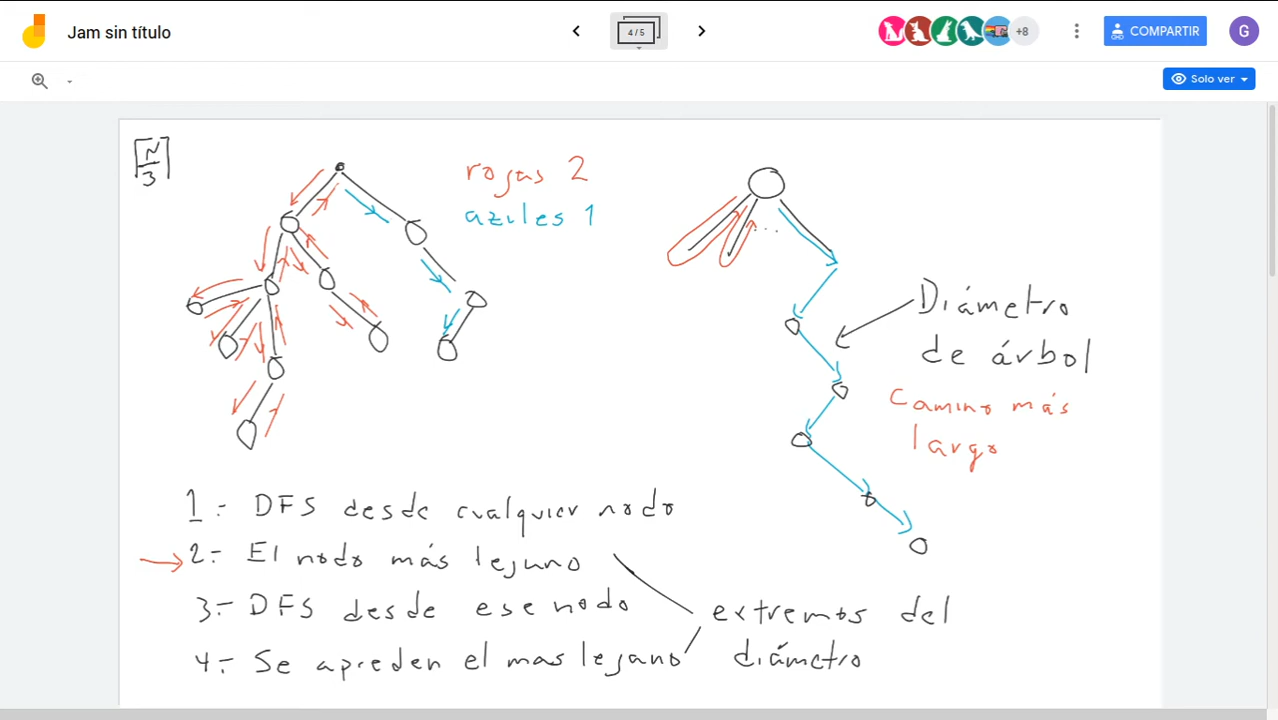 Jam sin título
4 / 5
+8
COMPARTIR
G
Solo ver
N
3
rojas 2
azules 1
Diámetro
de árbol
Camino más
largo
1.- DFS desde cualquier nodo
2.- El nodo más lejano
3.- DFS desde ese nodo
4.- Se apreden el mas lejano
extremos del
diámetro